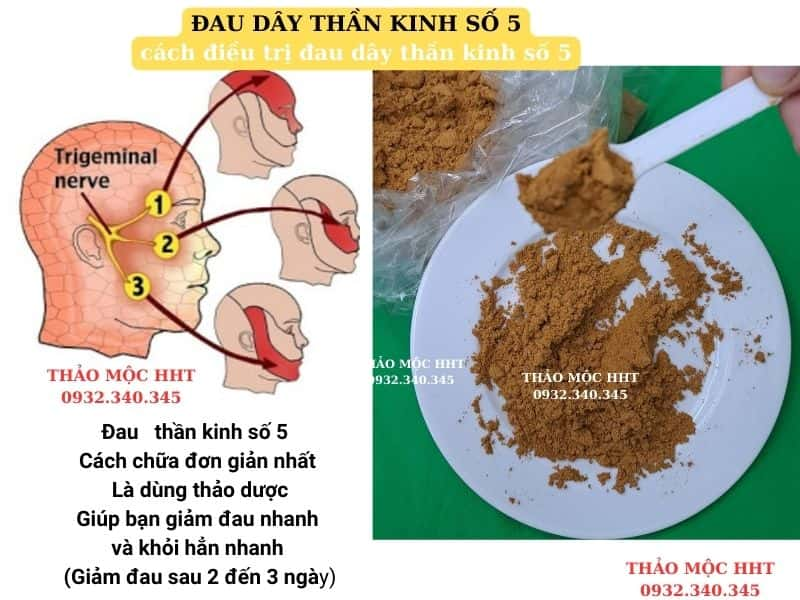 ĐAU DÂY THẦN KINH SỐ 5
cách điều trị đau dây thần kinh số 5
Trigeminal
nerve
1
2
3
THẢO MỘC HHT
0932.340.345
Đau thần kinh số 5
Cách chữa đơn giản nhất
Là dùng thảo dược
Giúp bạn giảm đau nhanh
và khỏi hẳn nhanh
(Giảm đau sau 2 đến 3 ngày)
THẢO MỘC HHT
0932.340.345
THẢO MỘC HHT
0932.340.345
THẢO MỘC HHT
0932.340.345